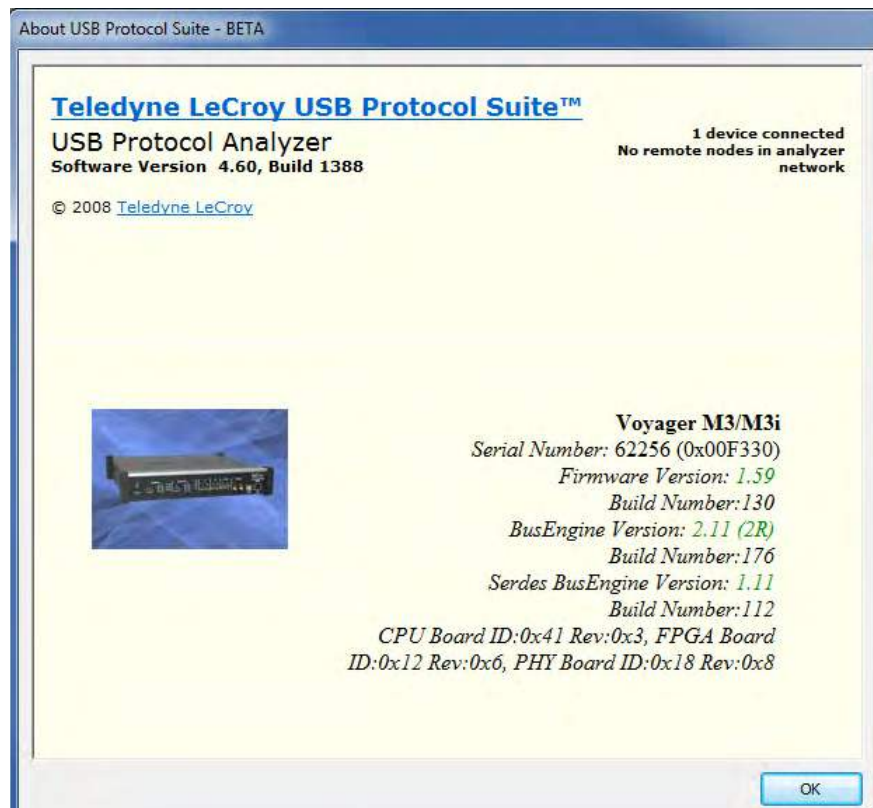 About USB Protocol Suite - BETA
Teledyne LeCroy USB Protocol Suite™
USB Protocol Analyzer
Software Version 4.60, Build 1388
1 device connected
No remote nodes in analyzer
network
© 2008 Teledyne LeCroy
Voyager M3/M3i
Serial Number: 62256 (0x00F330)
Firmware Version: 1.59
Build Number:130
BusEngine Version: 2.11 (2R)
Build Number:176
Serdes BusEngine Version: 1.11
Build Number:112
CPU Board ID:0x41 Rev:0x3, FPGA Board
ID:0x12 Rev:0x6, PHY Board ID:0x18 Rev:0x8
OK